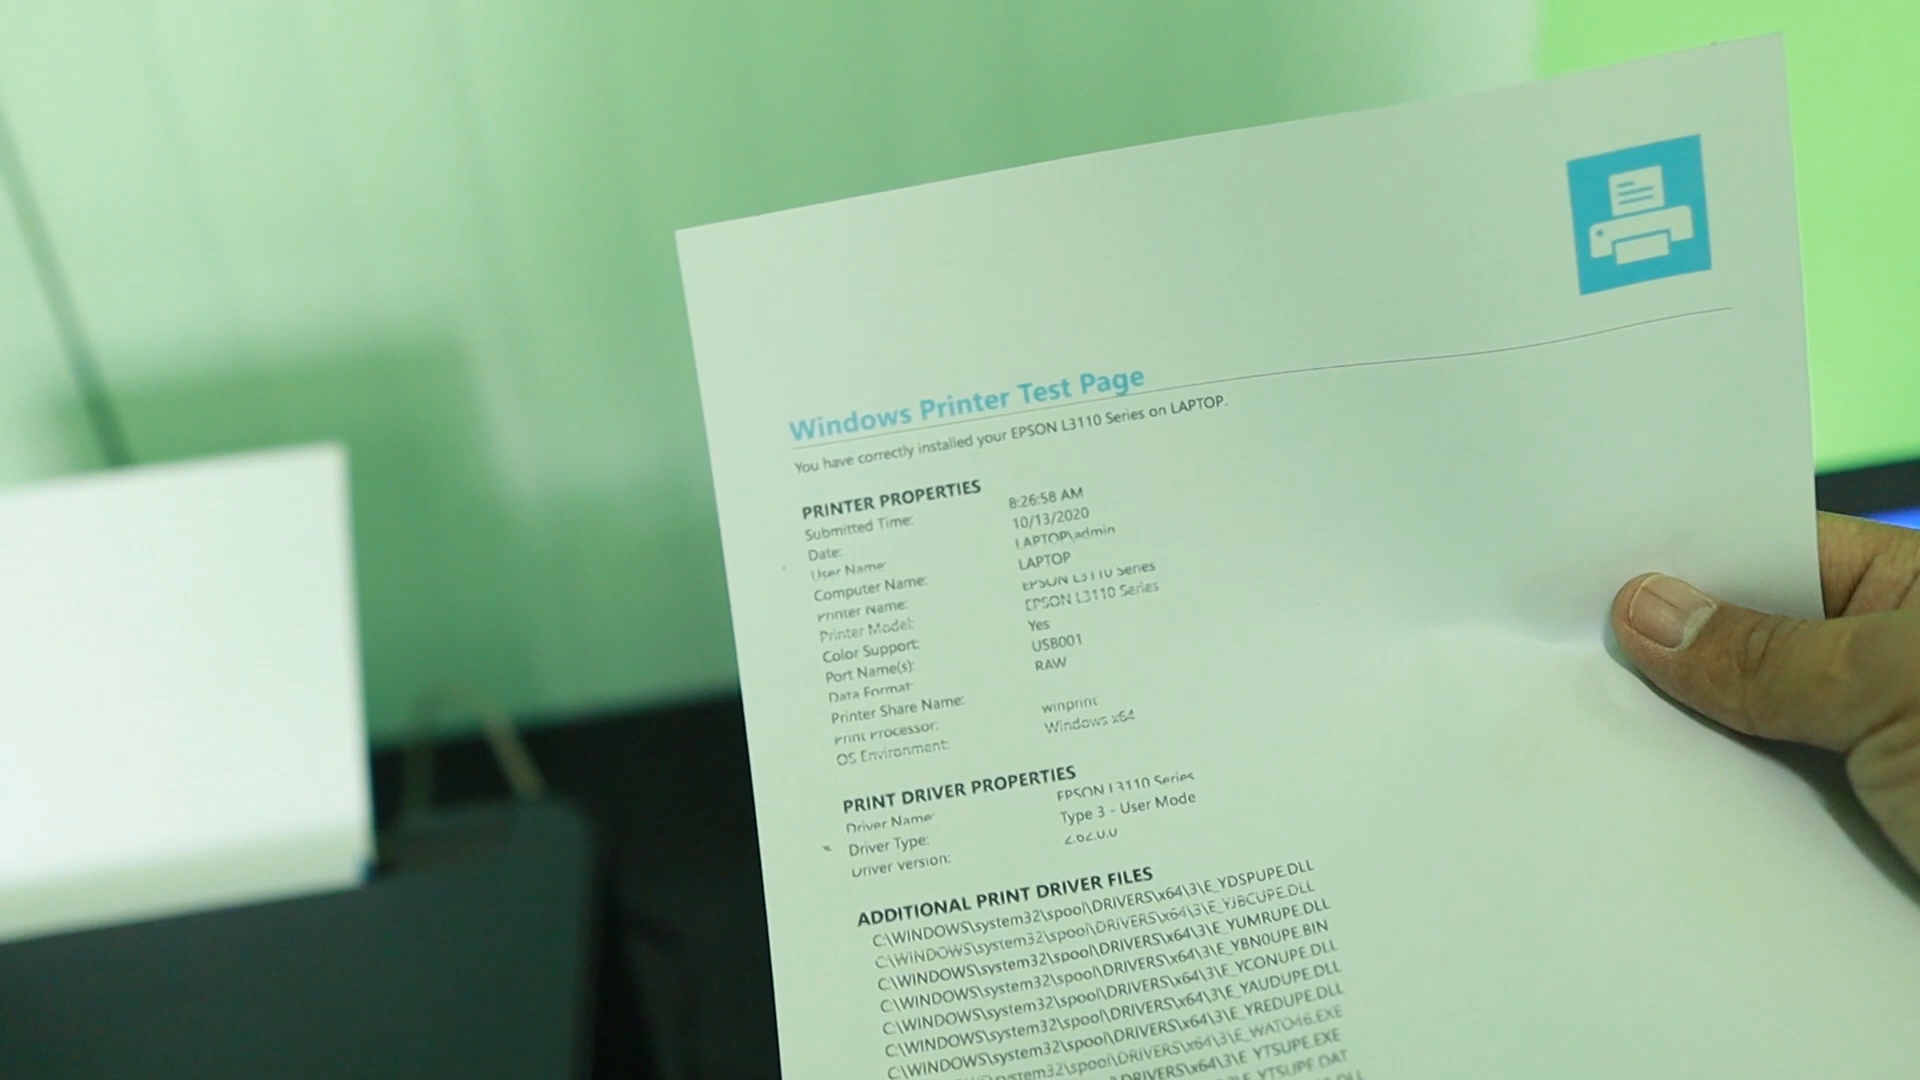 Windows Printer Test Page
You have correctly installed your EPSON L3110 Series on LAPTOP.
PRINTER PROPERTIES
Submitted Time: 8:26:58 AM
Date: 10/13/2020
User Name: LAPTOP\admin
Computer Name: LAPTOP
Printer Name: EPSON L3110 Series
Printer Model: EPSON L3110 Series
Color Support: Yes
Port Name(s): USB001
Data Format: RAW
Printer Share Name:
Print Processor: winprint
OS Environment: Windows x64
PRINT DRIVER PROPERTIES
Driver Name: EPSON L3110 Series
Driver Type: Type 3 - User Mode
Driver Version: 2.62.0.0
ADDITIONAL PRINT DRIVER FILES
C:\WINDOWS\system32\spool\DRIVERS\x64\3\E_YDSPUPE.DLL
C:\WINDOWS\system32\spool\DRIVERS\x64\3\E_YJBCUPE.DLL
C:\WINDOWS\system32\spool\DRIVERS\x64\3\E_YUMRUPE.DLL
C:\WINDOWS\system32\spool\DRIVERS\x64\3\E_YBN0UPE.BIN
C:\WINDOWS\system32\spool\DRIVERS\x64\3\E_YCONUPE.DLL
C:\WINDOWS\system32\spool\DRIVERS\x64\3\E_YAUDUPE.DLL
C:\WINDOWS\system32\spool\DRIVERS\x64\3\E_YREDUPE.DLL
\DRIVERS\x64\3\E_WATO46.EXE
DRIVERS\x64\3\E_YTSUPE.EXE
YTSUPE.DAT